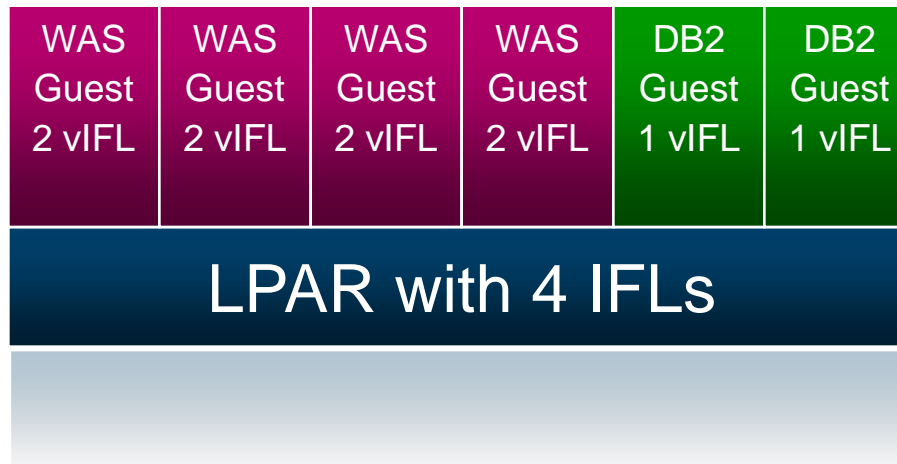 WAS
Guest
2 vIFL
WAS
Guest
2 vIFL
WAS
Guest
2 vIFL
WAS
Guest
2 vIFL
DB2
Guest
1 vIFL
DB2
Guest
1 vIFL
LPAR with 4 IFLs